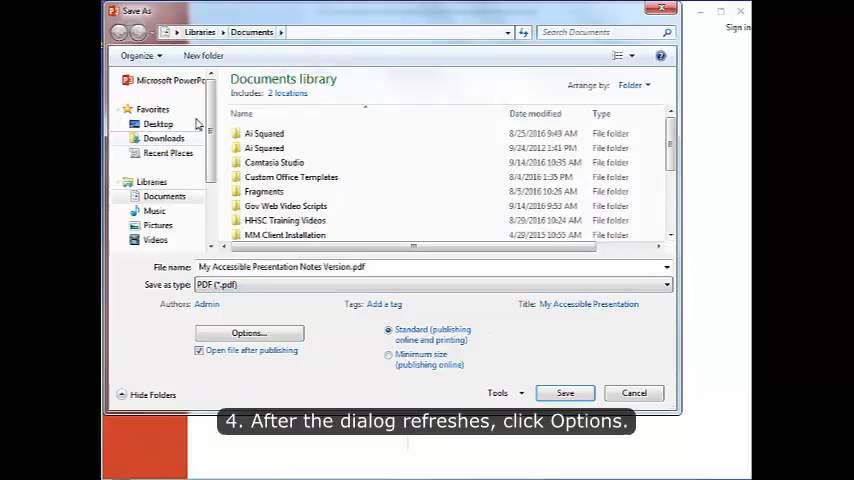 Save As
Sign in
Libraries
Documents
Search Documents
Organize
New folder
Microsoft PowerPo
Documents library
Includes: 2 locations
Arrange by: Folder
Favorites
Desktop
Downloads
Recent Places
Libraries
Documents
Music
Pictures
Videos
Name Date modified Type
Ai Squared 8/25/2016 9:49 AM File folder
Ai Squared 9/24/2012 1:41 PM File folder
Camtasia Studio 9/14/2016 10:35 AM File folder
Custom Office Templates 8/4/2016 1:35 PM File folder
Fragments 8/5/2016 10:26 AM File folder
Gov Web Video Scripts 9/14/2016 9:53 AM File folder
HHSC Training Videos 8/29/2016 10:24 AM File folder
MM Client Installation 4/29/2015 10:55 AM File folder
File name: My Accessible Presentation Notes Version.pdf
Save as type: PDF (*.pdf)
Authors: Admin
Tags: Add a tag
Title: My Accessible Presentation
Options...
Open file after publishing
Standard (publishing
online and printing)
Minimum size
(publishing online)
Hide Folders
Tools
Save
Cancel
4. After the dialog refreshes, click Options.